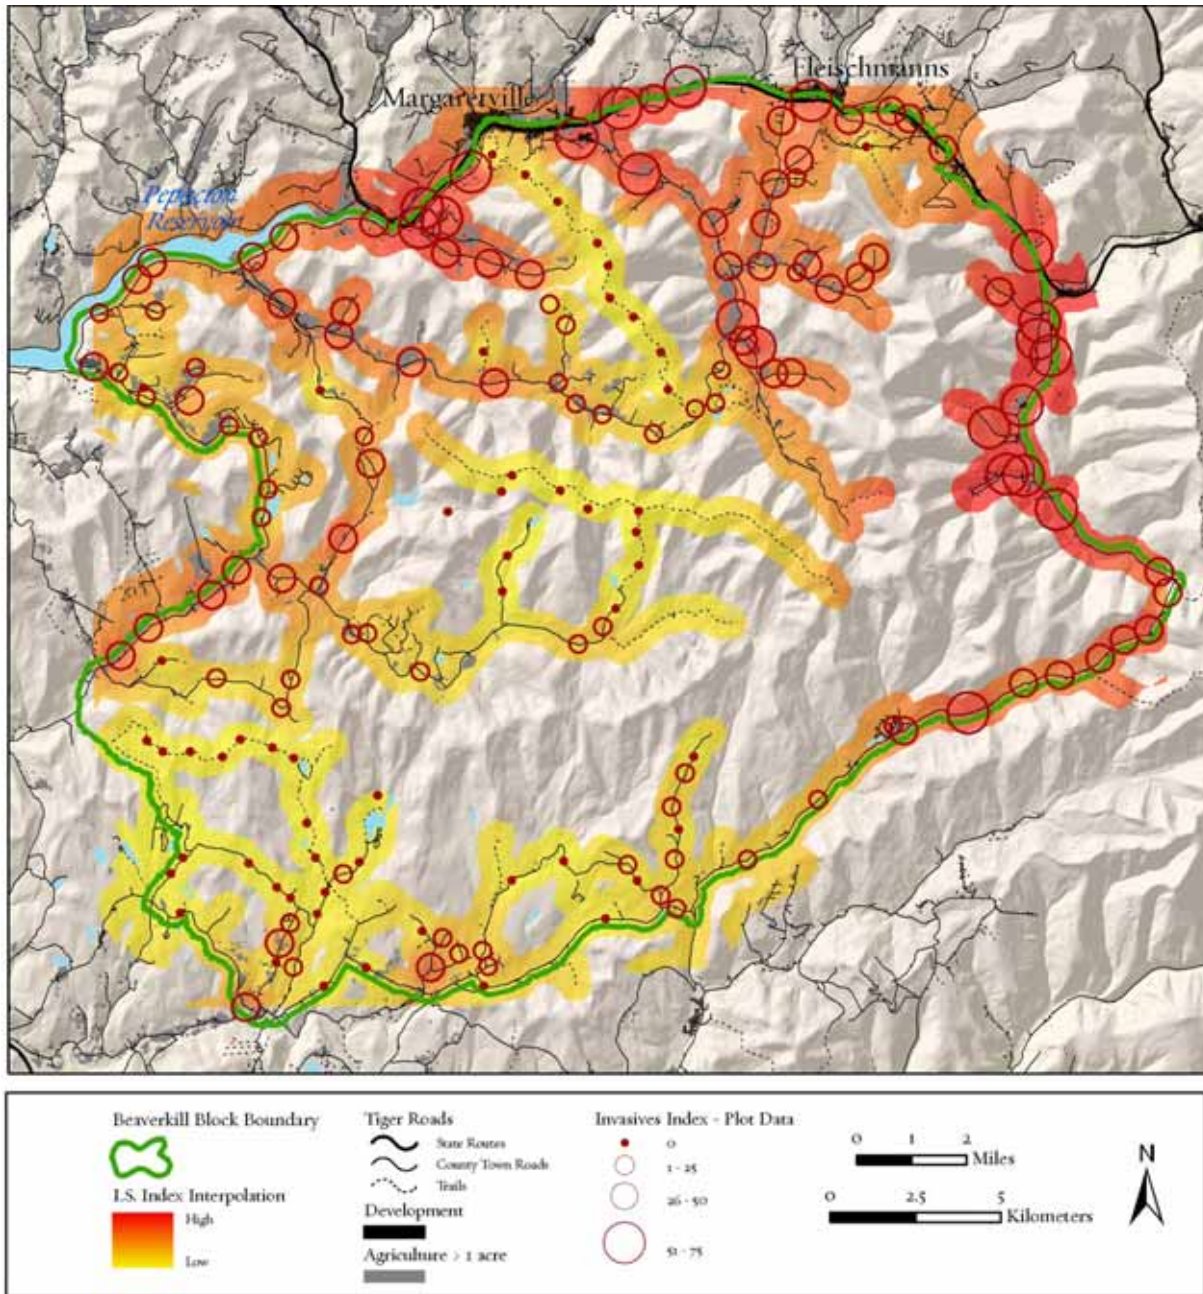 Fleischmanns
Margaretville
Pepacton
Reservoir
Beaverkill Block Boundary
I.S. Index Interpolation
High
Low
Tiger Roads
State Routes
County Town Roads
Trails
Development
Agriculture > 1 acre
Invasives Index - Plot Data
0
1 - 25
26 - 50
51 - 75
0 1 2
Miles
0 2.5 5
Kilometers
N